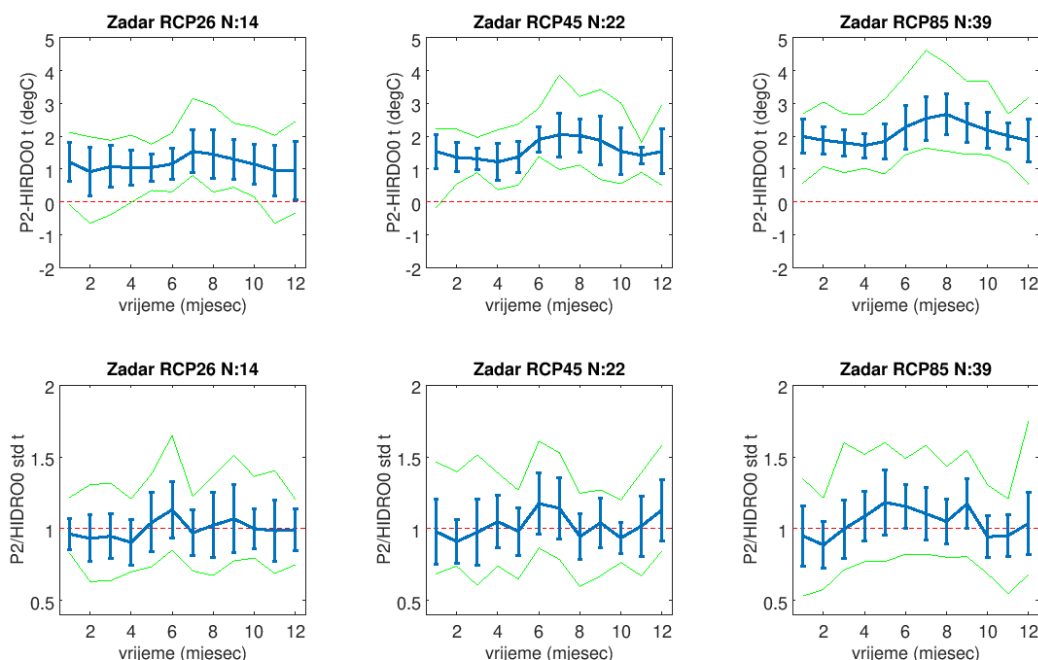 Zadar RCP26 N:14
Zadar RCP45 N:22
Zadar RCP85 N:39
P2-HIRDO0 t (degC)
5
4
3
2
1
0
-1
-2
2 4 6 8 10 12
vrijeme (mjesec)
P2-HIRDO0 t (degC)
5
4
3
2
1
0
-1
-2
2 4 6 8 10 12
vrijeme (mjesec)
P2-HIRDO0 t (degC)
5
4
3
2
1
0
-1
-2
2 4 6 8 10 12
vrijeme (mjesec)
Zadar RCP26 N:14
Zadar RCP45 N:22
Zadar RCP85 N:39
P2/HIDRO0 std t
2
1.5
1
0.5
2 4 6 8 10 12
vrijeme (mjesec)
P2/HIDRO0 std t
2
1.5
1
0.5
2 4 6 8 10 12
vrijeme (mjesec)
P2/HIDRO0 std t
2
1.5
1
0.5
2 4 6 8 10 12
vrijeme (mjesec)